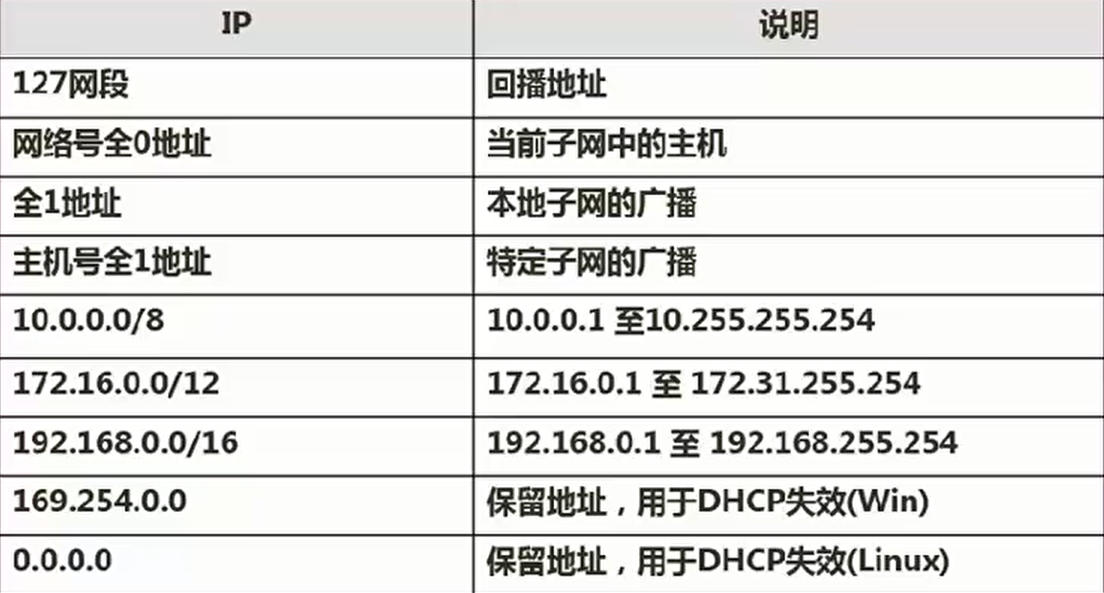 IP 说明
127网段 回播地址
网络号全0地址 当前子网中的主机
全1地址 本地子网的广播
主机号全1地址 特定子网的广播
10.0.0.0/8 10.0.0.1 至10.255.255.254
172.16.0.0/12 172.16.0.1 至 172.31.255.254
192.168.0.0/16 192.168.0.1 至 192.168.255.254
169.254.0.0 保留地址，用于DHCP失效(Win)
0.0.0.0 保留地址，用于DHCP失效(Linux)